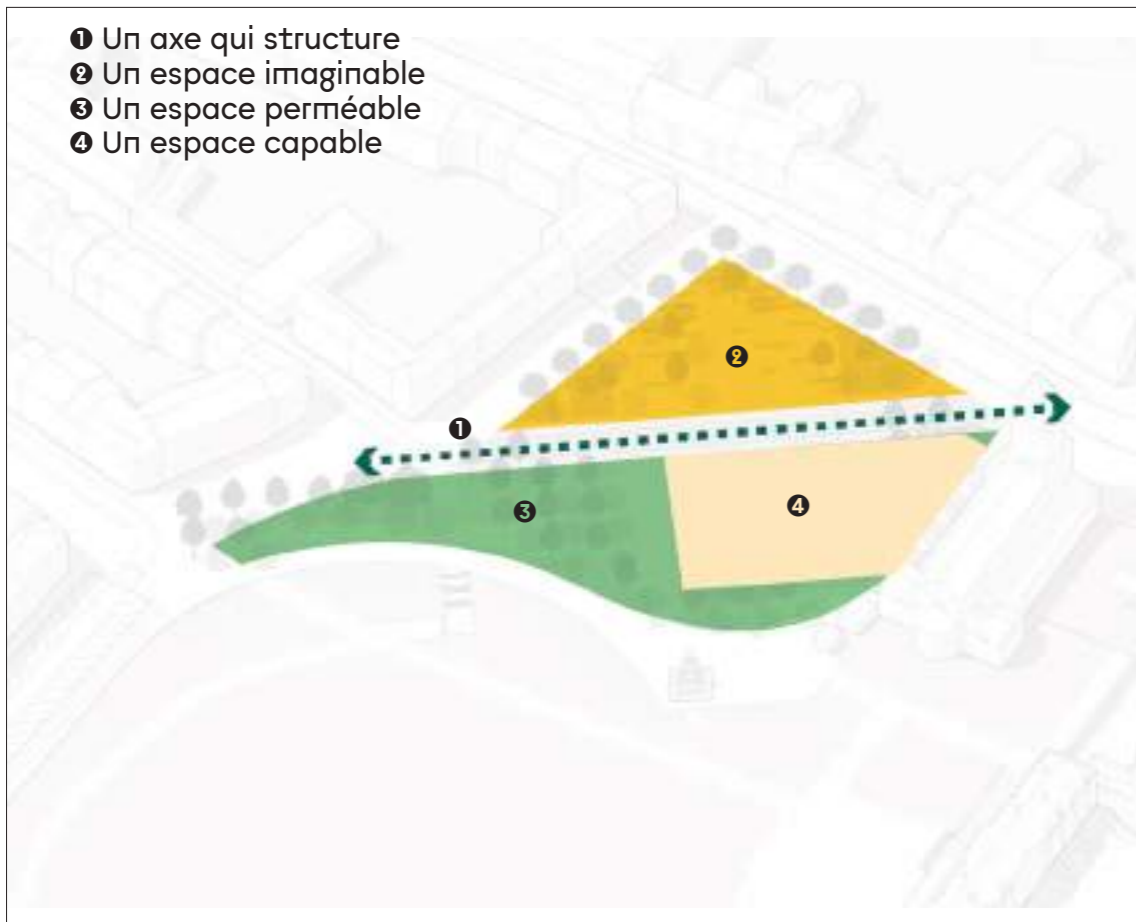 ❶ Un axe qui structure
❷ Un espace imaginable
❸ Un espace perméable
❹ Un espace capable
❷
❶
❸
❹